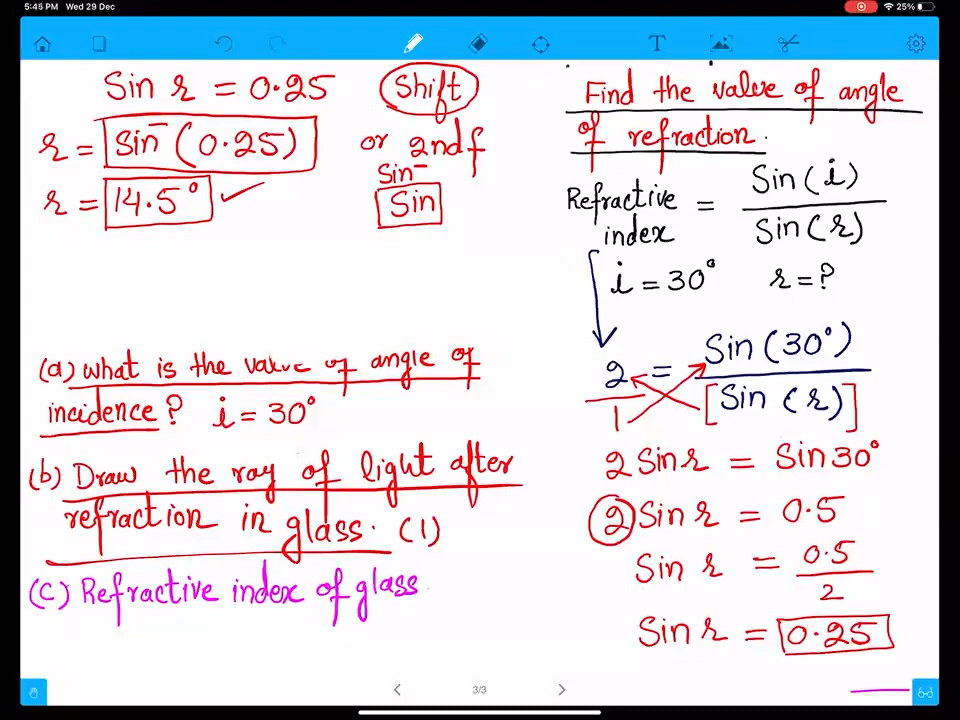 5:45 PM Wed 29 Dec
25%
T
Sin r = 0.25
r = Sin⁻ (0.25)
r = 14.5°
Shift
or 2ndf
Sin⁻
Sin
(a) What is the value of angle of
incidence? i = 30°
(b) Draw the ray of light after
refraction in glass. (1)
(c) Refractive index of glass
Find the value of angle
of refraction.
Refractive index = Sin(i) / Sin(r)
i = 30° r = ?
2/1 = Sin(30°) / [Sin(r)]
2 Sin r = Sin 30°
2 Sin r = 0.5
Sin r = 0.5 / 2
Sin r = 0.25
3/3